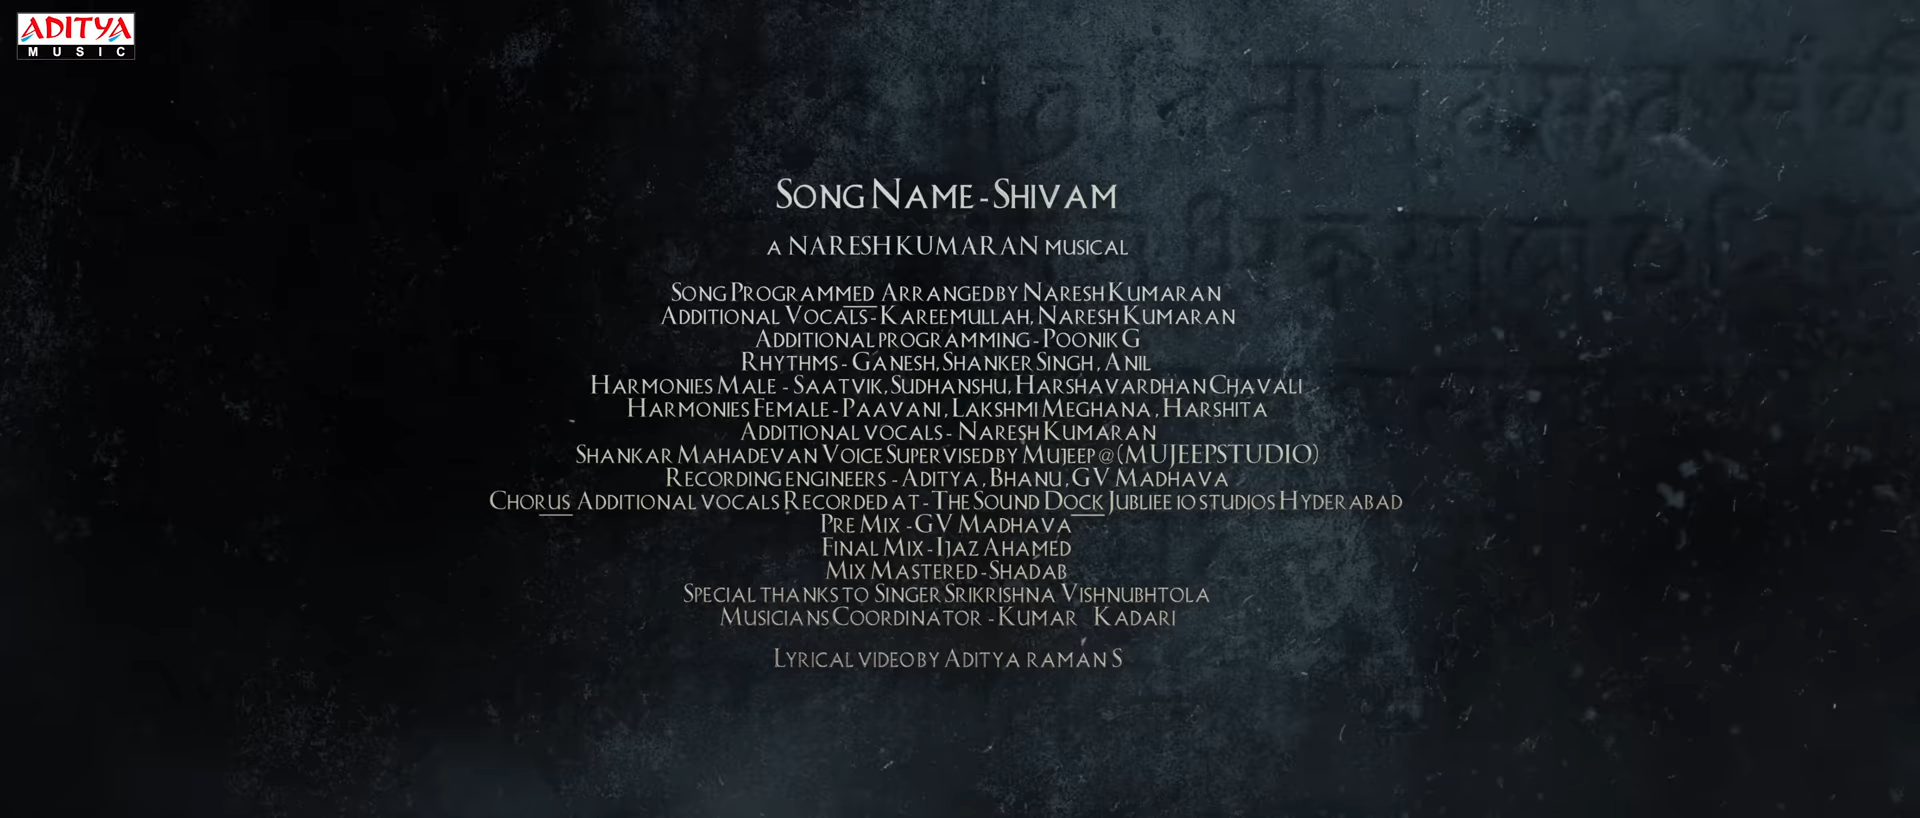 ADITYA
MUSIC
SONG NAME - SHIVAM
A NARESH KUMARAN MUSICAL
SONG PROGRAMMED ARRANGED BY NARESH KUMARAN
ADDITIONAL VOCALS - KAREEMULLAH, NARESH KUMARAN
ADDITIONAL PROGRAMMING - POONIK G
RHYTHMS - GANESH, SHANKER SINGH, ANIL
HARMONIES MALE - SAATVIK, SUDHANSHU, HARSHAVARDHAN CHAVALI
HARMONIES FEMALE - PAAVANI, LAKSHMI MEGHANA, HARSHITA
ADDITIONAL VOCALS - NARESH KUMARAN
SHANKAR MAHADEVAN VOICE SUPERVISED BY MUJEEP @ (MUJEEPSTUDIO)
RECORDING ENGINEERS - ADITYA, BHANU, GV MADHAVA
CHORUS ADDITIONAL VOCALS RECORDED AT - THE SOUND DOCK JUBLIEE 10 STUDIOS HYDERABAD
PRE MIX - GV MADHAVA
FINAL MIX - IJAZ AHAMED
MIX MASTERED - SHADAB
SPECIAL THANKS TO SINGER SRIKRISHNA VISHNUBHTOLA
MUSICIANS COORDINATOR - KUMAR KADARI
LYRICAL VIDEO BY ADITYA RAMAN S